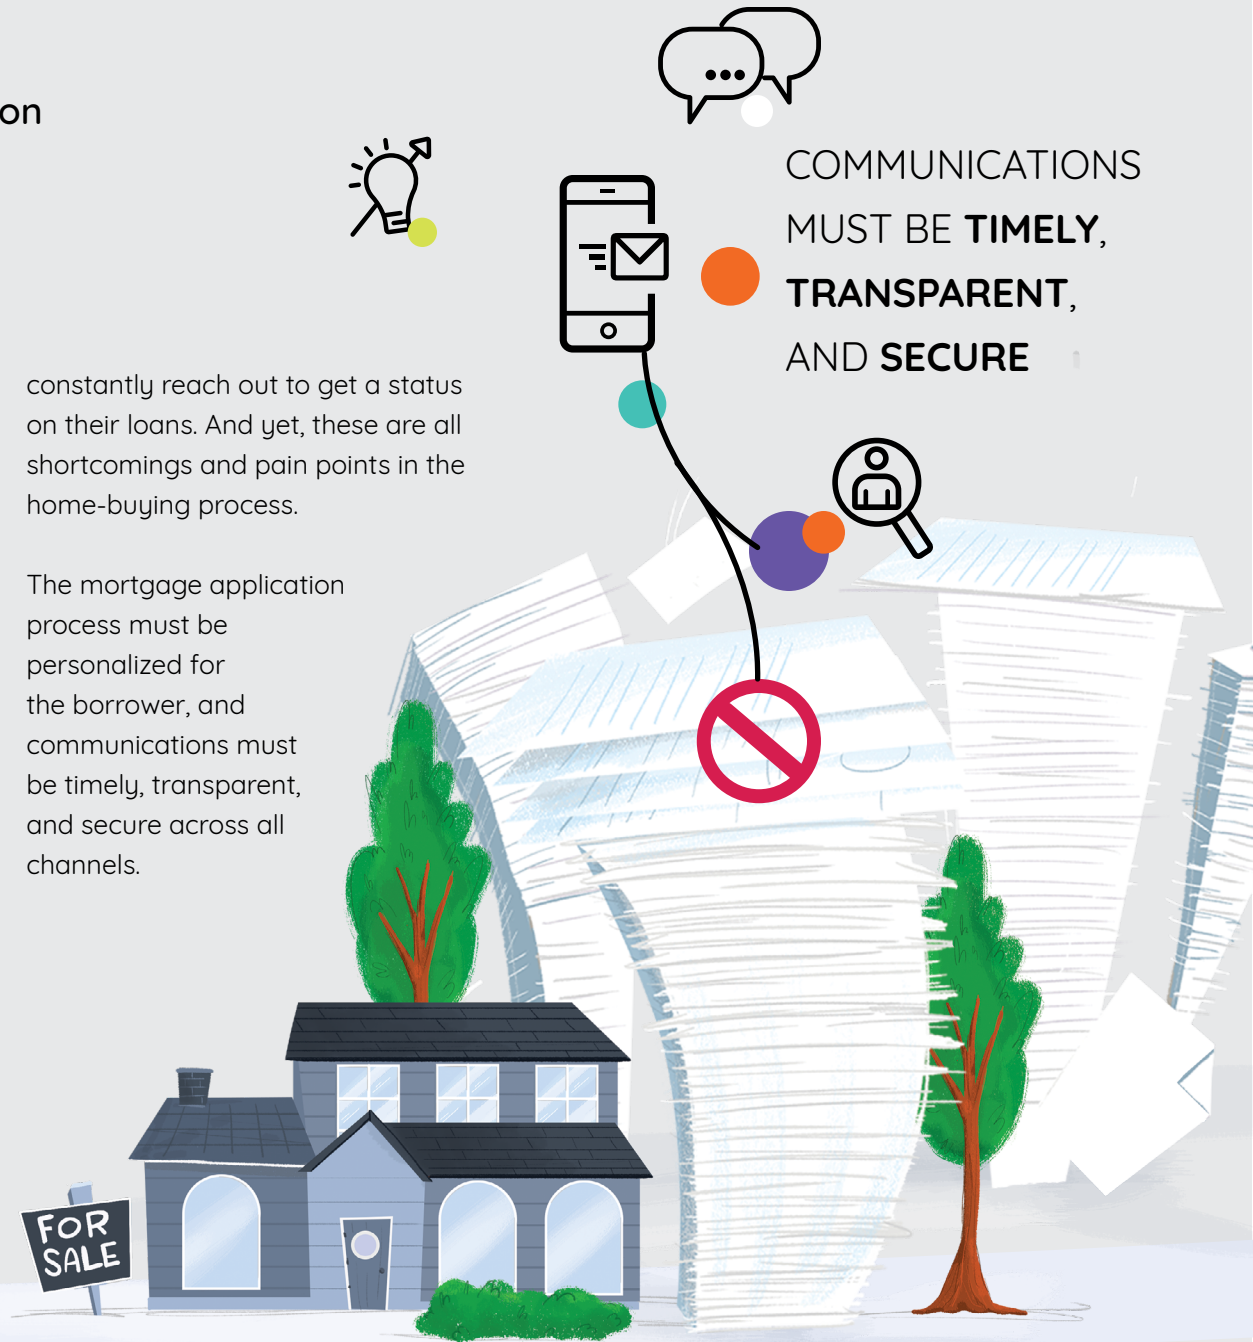 on
COMMUNICATIONS
MUST BE TIMELY,
TRANSPARENT,
AND SECURE
constantly reach out to get a status
on their loans. And yet, these are all
shortcomings and pain points in the
home-buying process.
The mortgage application
process must be
personalized for
the borrower, and
communications must
be timely, transparent,
and secure across all
channels.
FOR
SALE